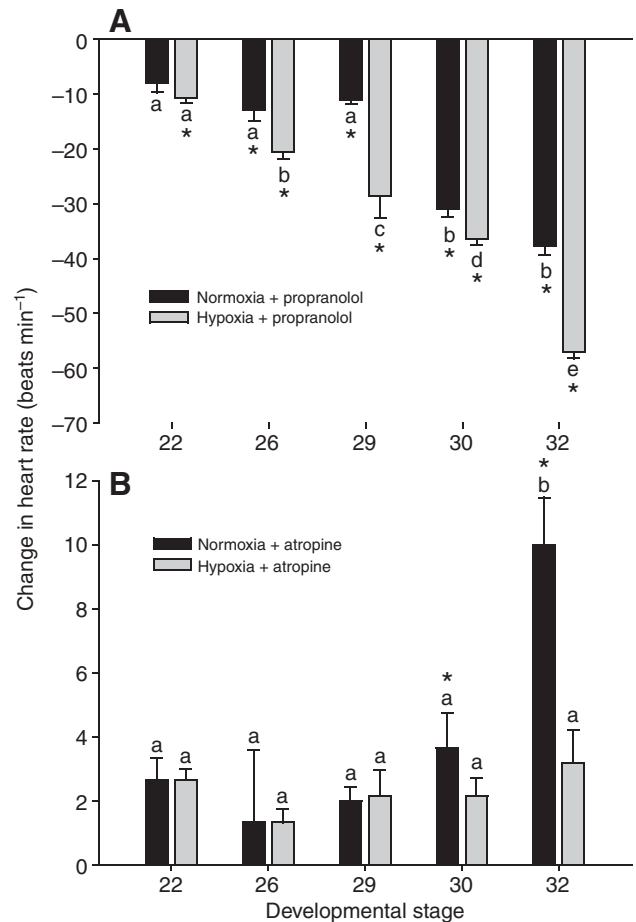 A
0
–10
–20
–30
–40
–50
–60
–70
a a a b a c b d b e
* * * * * * * * *
Normoxia + propranolol
Hypoxia + propranolol
22 26 29 30 32
Change in heart rate (beats min⁻¹)
B
12
10
8
6
4
2
0
Normoxia + atropine
Hypoxia + atropine
* *
a a a a a a a a b a
22 26 29 30 32
Developmental stage